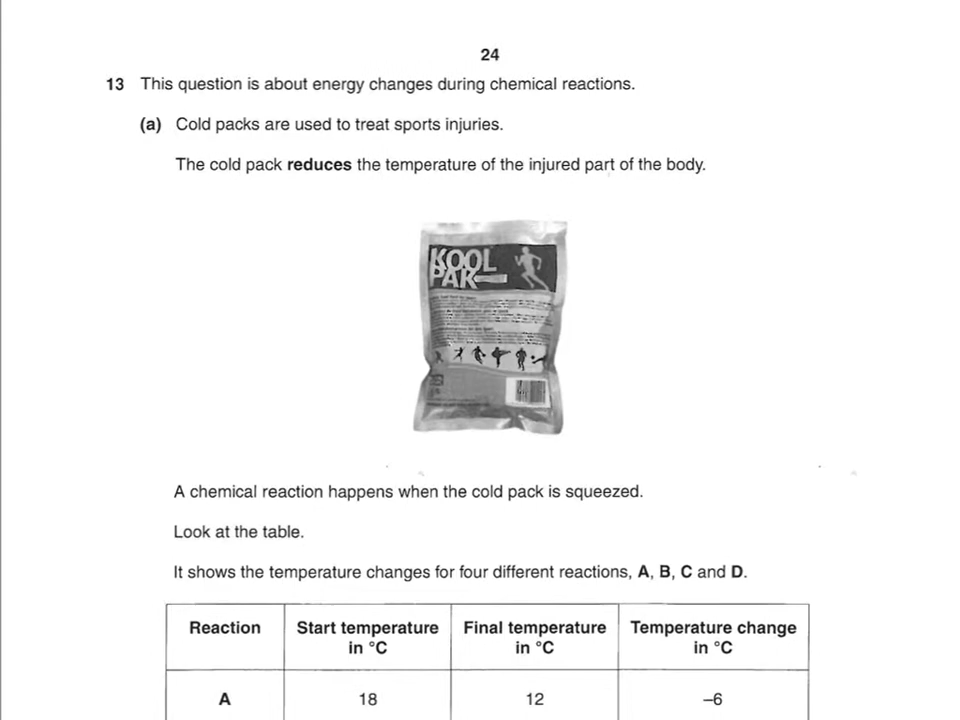 24
13 This question is about energy changes during chemical reactions.
(a) Cold packs are used to treat sports injuries.
The cold pack reduces the temperature of the injured part of the body.
KOOL
PAK
A chemical reaction happens when the cold pack is squeezed.
Look at the table.
It shows the temperature changes for four different reactions, A, B, C and D.
Reaction Start temperature in °C Final temperature in °C Temperature change in °C
A 18 12 –6